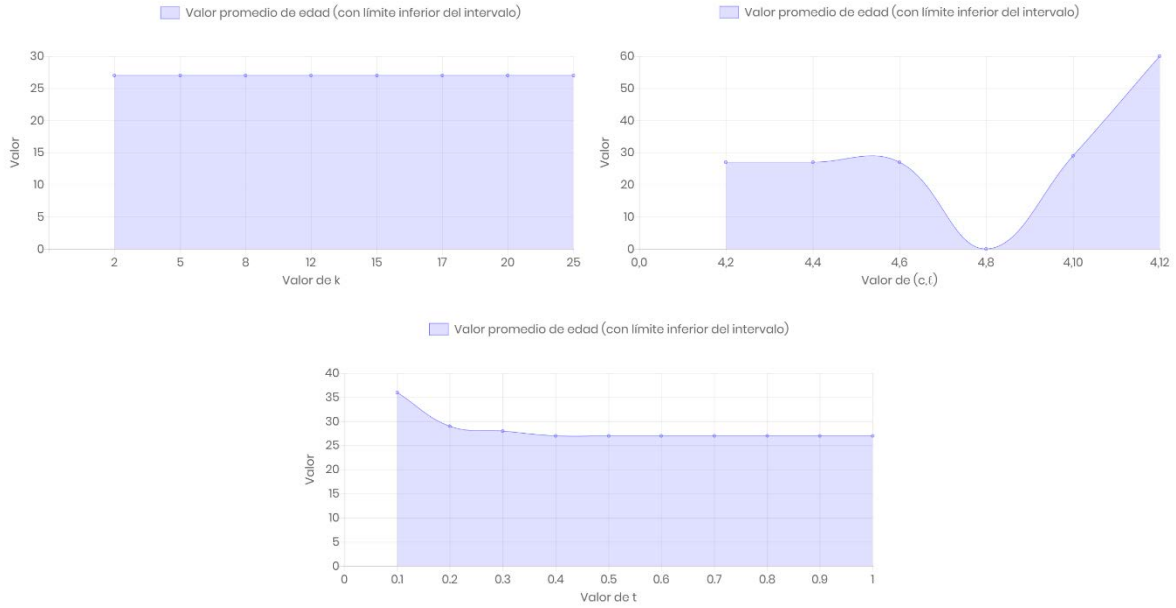 Valor promedio de edad (con límite inferior del intervalo)
30
25
20
15
10
5
0
Valor
2 5 8 12 15 17 20 25
Valor de k
Valor promedio de edad (con límite inferior del intervalo)
60
50
40
30
20
10
0
Valor
0,0 4,2 4,4 4,6 4,8 4,10 4,12
Valor de (c,ℓ)
Valor promedio de edad (con límite inferior del intervalo)
40
35
30
25
20
15
10
5
0
Valor
0 0.1 0.2 0.3 0.4 0.5 0.6 0.7 0.8 0.9 1
Valor de t